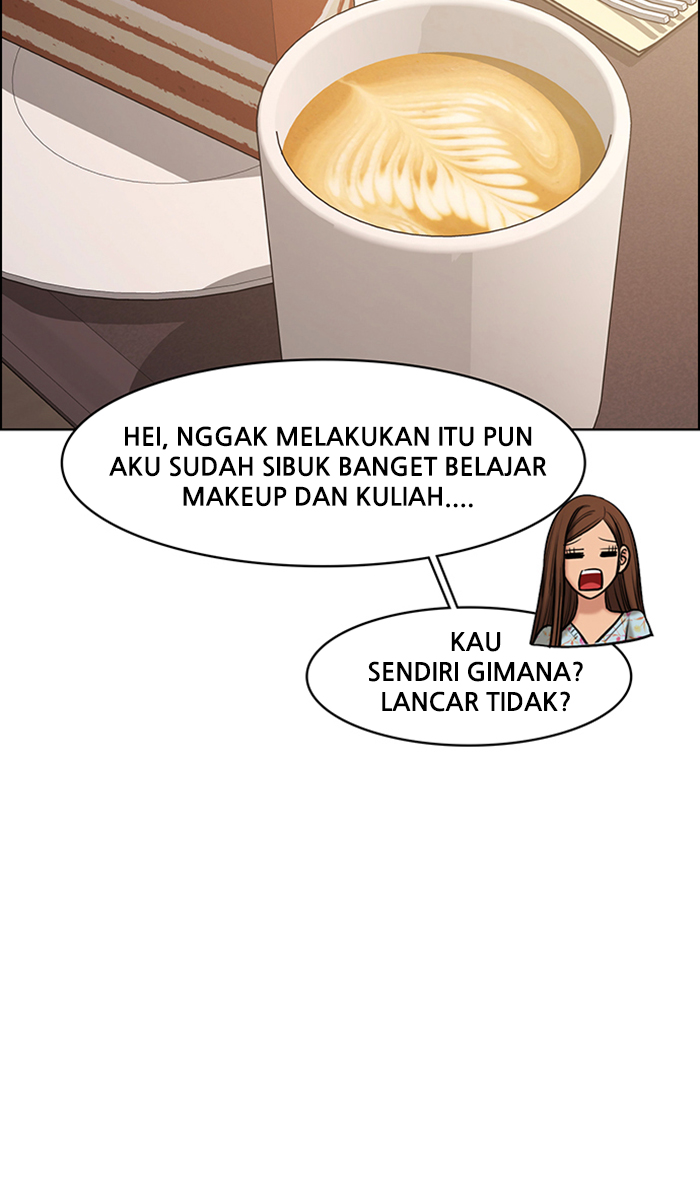 HEI, NGGAK MELAKUKAN ITU PUN
AKU SUDAH SIBUK BANGET BELAJAR
MAKEUP DAN KULIAH....
KAU
SENDIRI GIMANA?
LANCAR TIDAK?